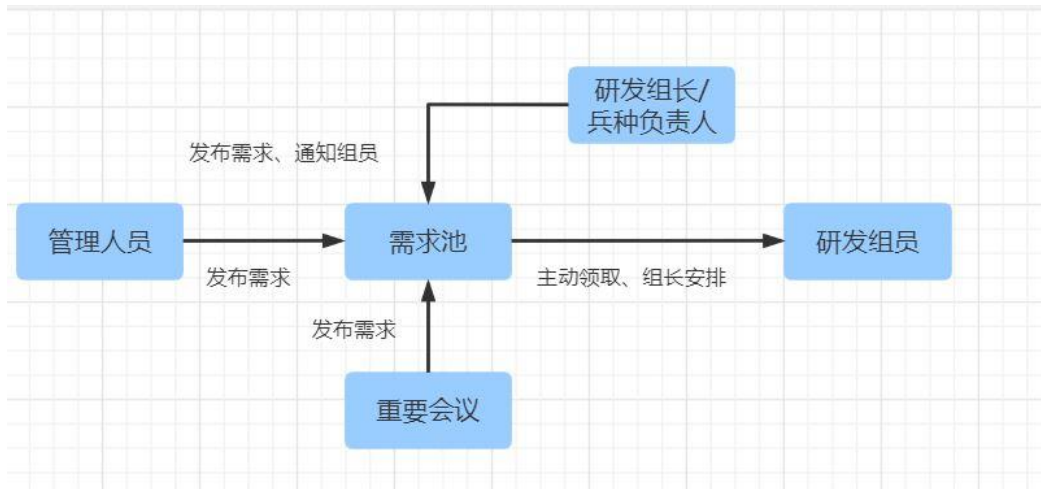 研发组长/
兵种负责人
发布需求、通知组员
管理人员
需求池
研发组员
发布需求
主动领取、组长安排
发布需求
重要会议